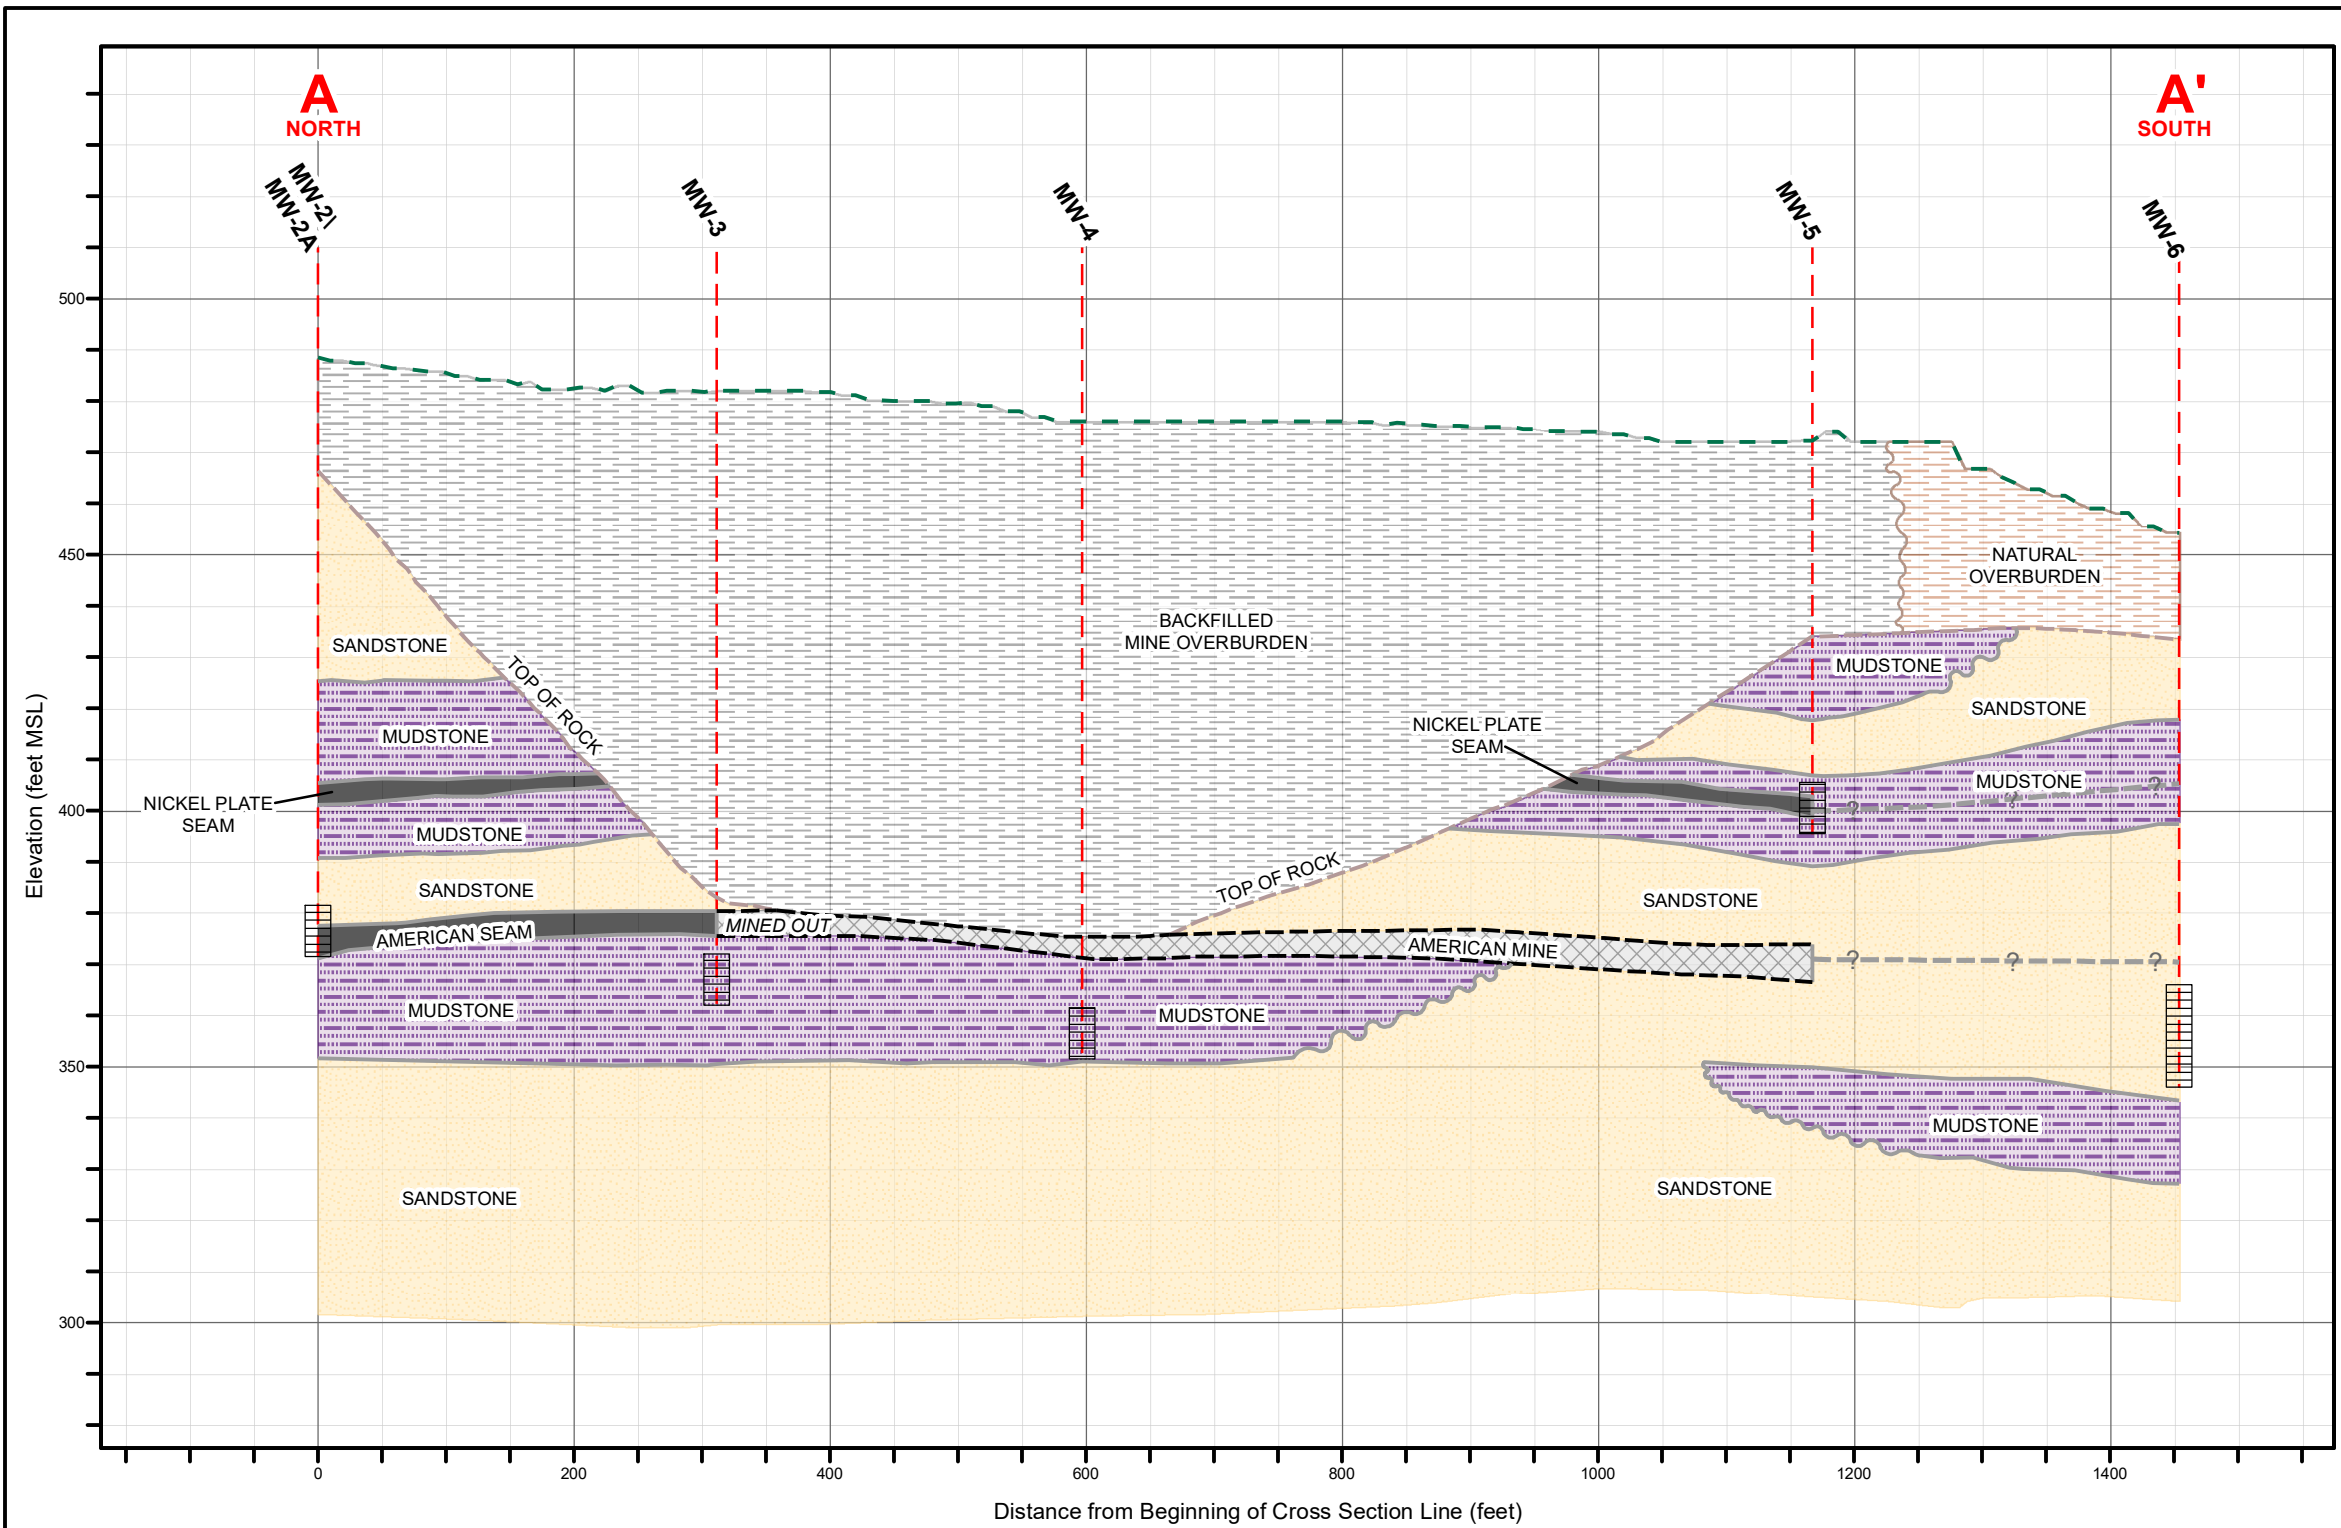 A
NORTH
A'
SOUTH
MW-2\
MW-2A
MW-3
MW-4
MW-5
MW-6
500
450
400
350
300
Elevation (feet MSL)
NATURAL
OVERBURDEN
BACKFILLED
MINE OVERBURDEN
SANDSTONE
TOP OF ROCK
MUDSTONE
MUDSTONE
SANDSTONE
NICKEL PLATE
SEAM
MUDSTONE
NICKEL PLATE
SEAM
MUDSTONE
? ? ?
SANDSTONE
TOP OF ROCK
SANDSTONE
AMERICAN SEAM
MINED OUT
AMERICAN MINE
? ? ?
MUDSTONE
MUDSTONE
MUDSTONE
SANDSTONE
SANDSTONE
0 200 400 600 800 1000 1200 1400
Distance from Beginning of Cross Section Line (feet)